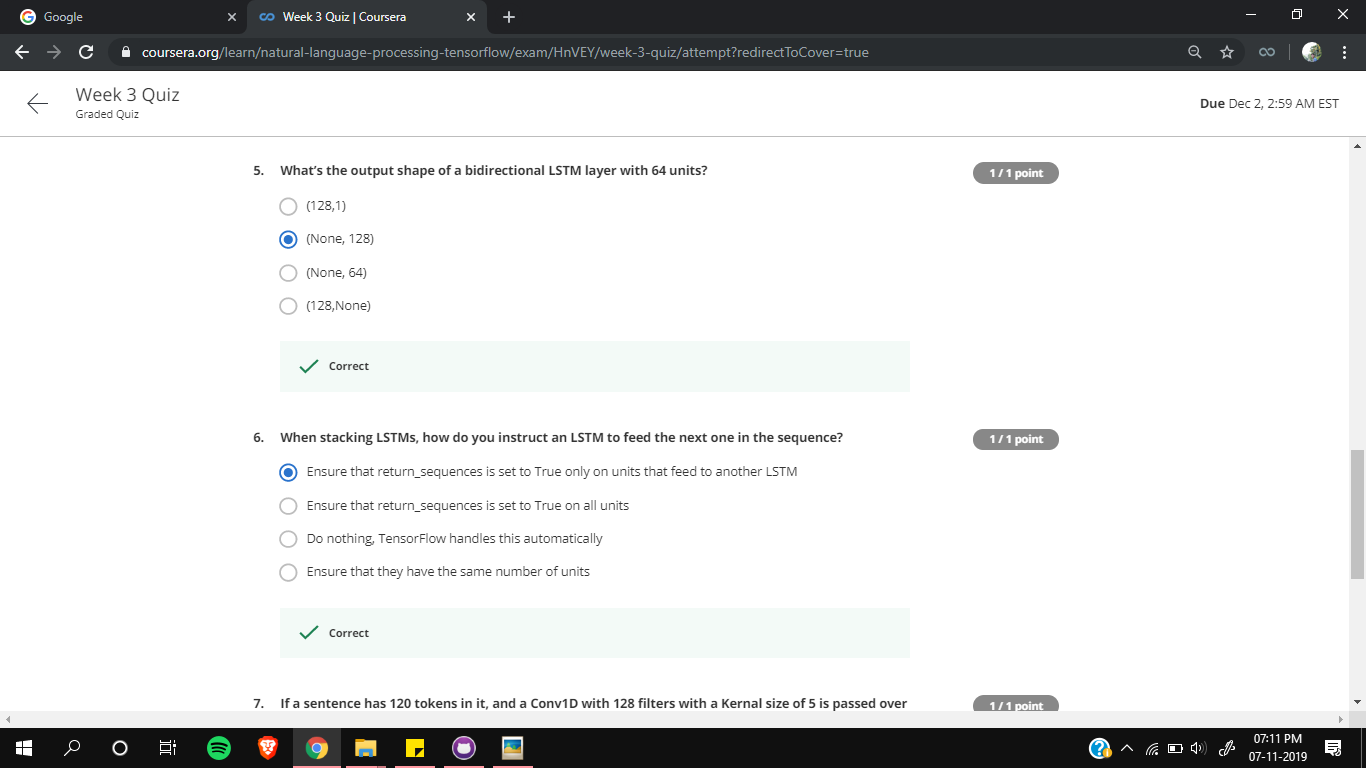 Google
Week 3 Quiz | Coursera
coursera.org/learn/natural-language-processing-tensorflow/exam/HnVEY/week-3-quiz/attempt?redirectToCover=true
Week 3 Quiz
Graded Quiz
Due Dec 2, 2:59 AM EST
5. What's the output shape of a bidirectional LSTM layer with 64 units?
1 / 1 point
(128,1)
(None, 128)
(None, 64)
(128,None)
Correct
6. When stacking LSTMs, how do you instruct an LSTM to feed the next one in the sequence?
1 / 1 point
Ensure that return_sequences is set to True only on units that feed to another LSTM
Ensure that return_sequences is set to True on all units
Do nothing, TensorFlow handles this automatically
Ensure that they have the same number of units
Correct
7. If a sentence has 120 tokens in it, and a Conv1D with 128 filters with a Kernal size of 5 is passed over
1 / 1 point
07:11 PM
07-11-2019